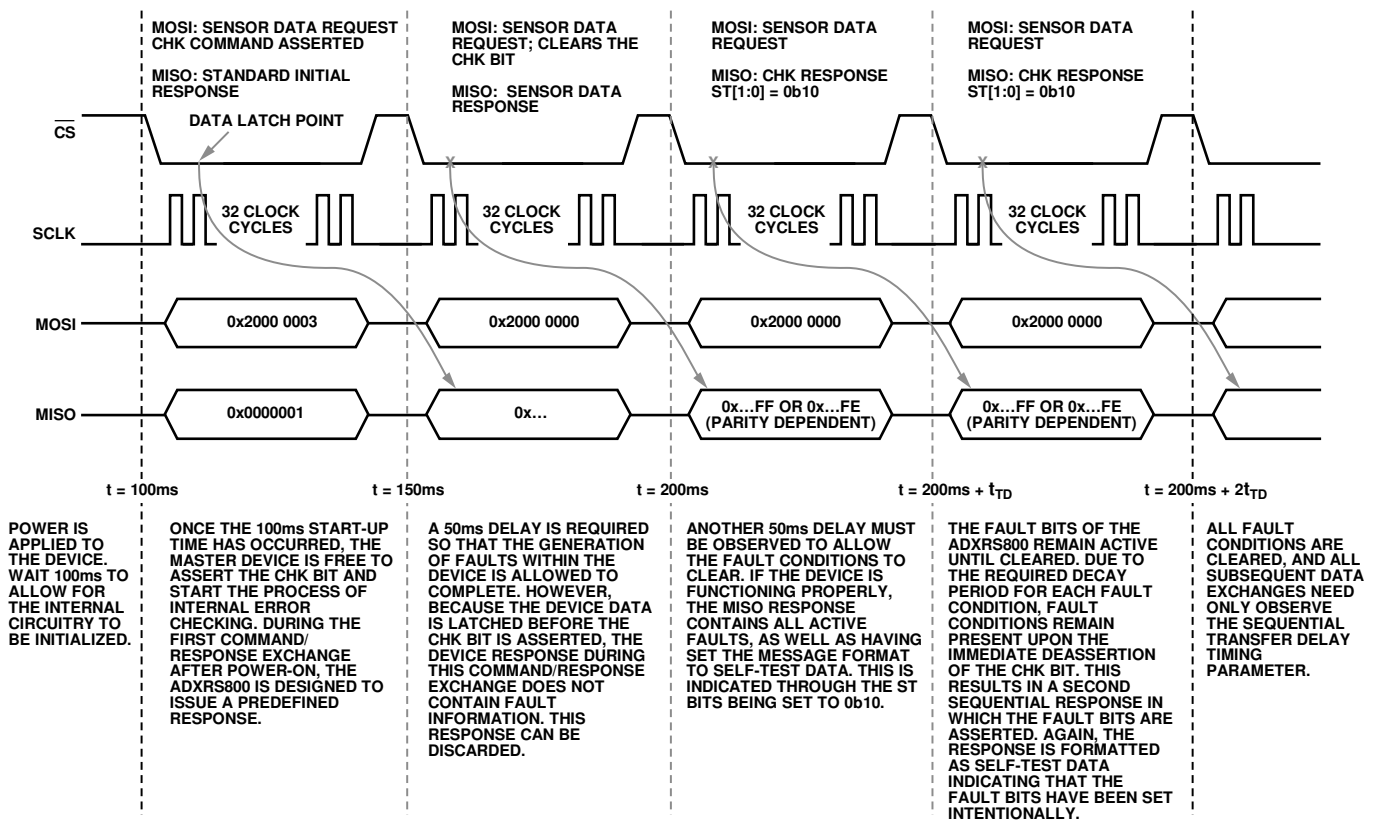 MOSI: SENSOR DATA REQUEST
CHK COMMAND ASSERTED
MISO: STANDARD INITIAL
RESPONSE
MOSI: SENSOR DATA
REQUEST; CLEARS THE
CHK BIT
MISO: SENSOR DATA
RESPONSE
MOSI: SENSOR DATA
REQUEST
MISO: CHK RESPONSE
ST[1:0] = 0b10
MOSI: SENSOR DATA
REQUEST
MISO: CHK RESPONSE
ST[1:0] = 0b10
CS
DATA LATCH POINT
X
X
X
SCLK
32 CLOCK
CYCLES
32 CLOCK
CYCLES
32 CLOCK
CYCLES
32 CLOCK
CYCLES
MOSI
0x2000 0003
0x2000 0000
0x2000 0000
0x2000 0000
MISO
0x0000001
0x...
0x...FF OR 0x...FE
(PARITY DEPENDENT)
0x...FF OR 0x...FE
(PARITY DEPENDENT)
t = 100ms
t = 150ms
t = 200ms
t = 200ms + tTD
t = 200ms + 2tTD
POWER IS
APPLIED TO
THE DEVICE.
WAIT 100ms TO
ALLOW FOR
THE INTERNAL
CIRCUITRY TO
BE INITIALIZED.
ONCE THE 100ms START-UP
TIME HAS OCCURRED, THE
MASTER DEVICE IS FREE TO
ASSERT THE CHK BIT AND
START THE PROCESS OF
INTERNAL ERROR
CHECKING. DURING THE
FIRST COMMAND/
RESPONSE EXCHANGE
AFTER POWER-ON, THE
ADXRS800 IS DESIGNED TO
ISSUE A PREDEFINED
RESPONSE.
A 50ms DELAY IS REQUIRED
SO THAT THE GENERATION
OF FAULTS WITHIN THE
DEVICE IS ALLOWED TO
COMPLETE. HOWEVER,
BECAUSE THE DEVICE DATA
IS LATCHED BEFORE THE
CHK BIT IS ASSERTED, THE
DEVICE RESPONSE DURING
THIS COMMAND/RESPONSE
EXCHANGE DOES NOT
CONTAIN FAULT
INFORMATION. THIS
RESPONSE CAN BE
DISCARDED.
ANOTHER 50ms DELAY MUST
BE OBSERVED TO ALLOW
THE FAULT CONDITIONS TO
CLEAR. IF THE DEVICE IS
FUNCTIONING PROPERLY,
THE MISO RESPONSE
CONTAINS ALL ACTIVE
FAULTS, AS WELL AS HAVING
SET THE MESSAGE FORMAT
TO SELF-TEST DATA. THIS IS
INDICATED THROUGH THE ST
BITS BEING SET TO 0b10.
THE FAULT BITS OF THE
ADXRS800 REMAIN ACTIVE
UNTIL CLEARED. DUE TO
THE REQUIRED DECAY
PERIOD FOR EACH FAULT
CONDITION, FAULT
CONDITIONS REMAIN
PRESENT UPON THE
IMMEDIATE DEASSERTION
OF THE CHK BIT. THIS
RESULTS IN A SECOND
SEQUENTIAL RESPONSE IN
WHICH THE FAULT BITS ARE
ASSERTED. AGAIN, THE
RESPONSE IS FORMATTED
AS SELF-TEST DATA
INDICATING THAT THE
FAULT BITS HAVE BEEN SET
INTENTIONALLY.
ALL FAULT
CONDITIONS ARE
CLEARED, AND ALL
SUBSEQUENT DATA
EXCHANGES NEED
ONLY OBSERVE
THE SEQUENTIAL
TRANSFER DELAY
TIMING
PARAMETER.